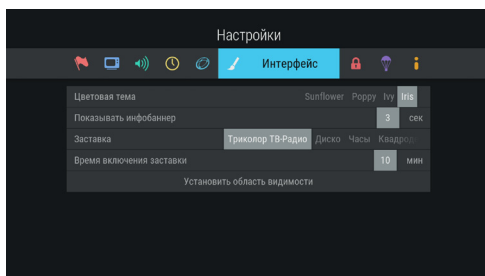 Настройки
Интерфейс
Цветовая тема Sunflower Poppy Ivy Iris
Показывать инфобаннер 3 сек
Заставка Триколор ТВ-Радио Диско Часы Квадро
Время включения заставки 10 мин
Установить область видимости